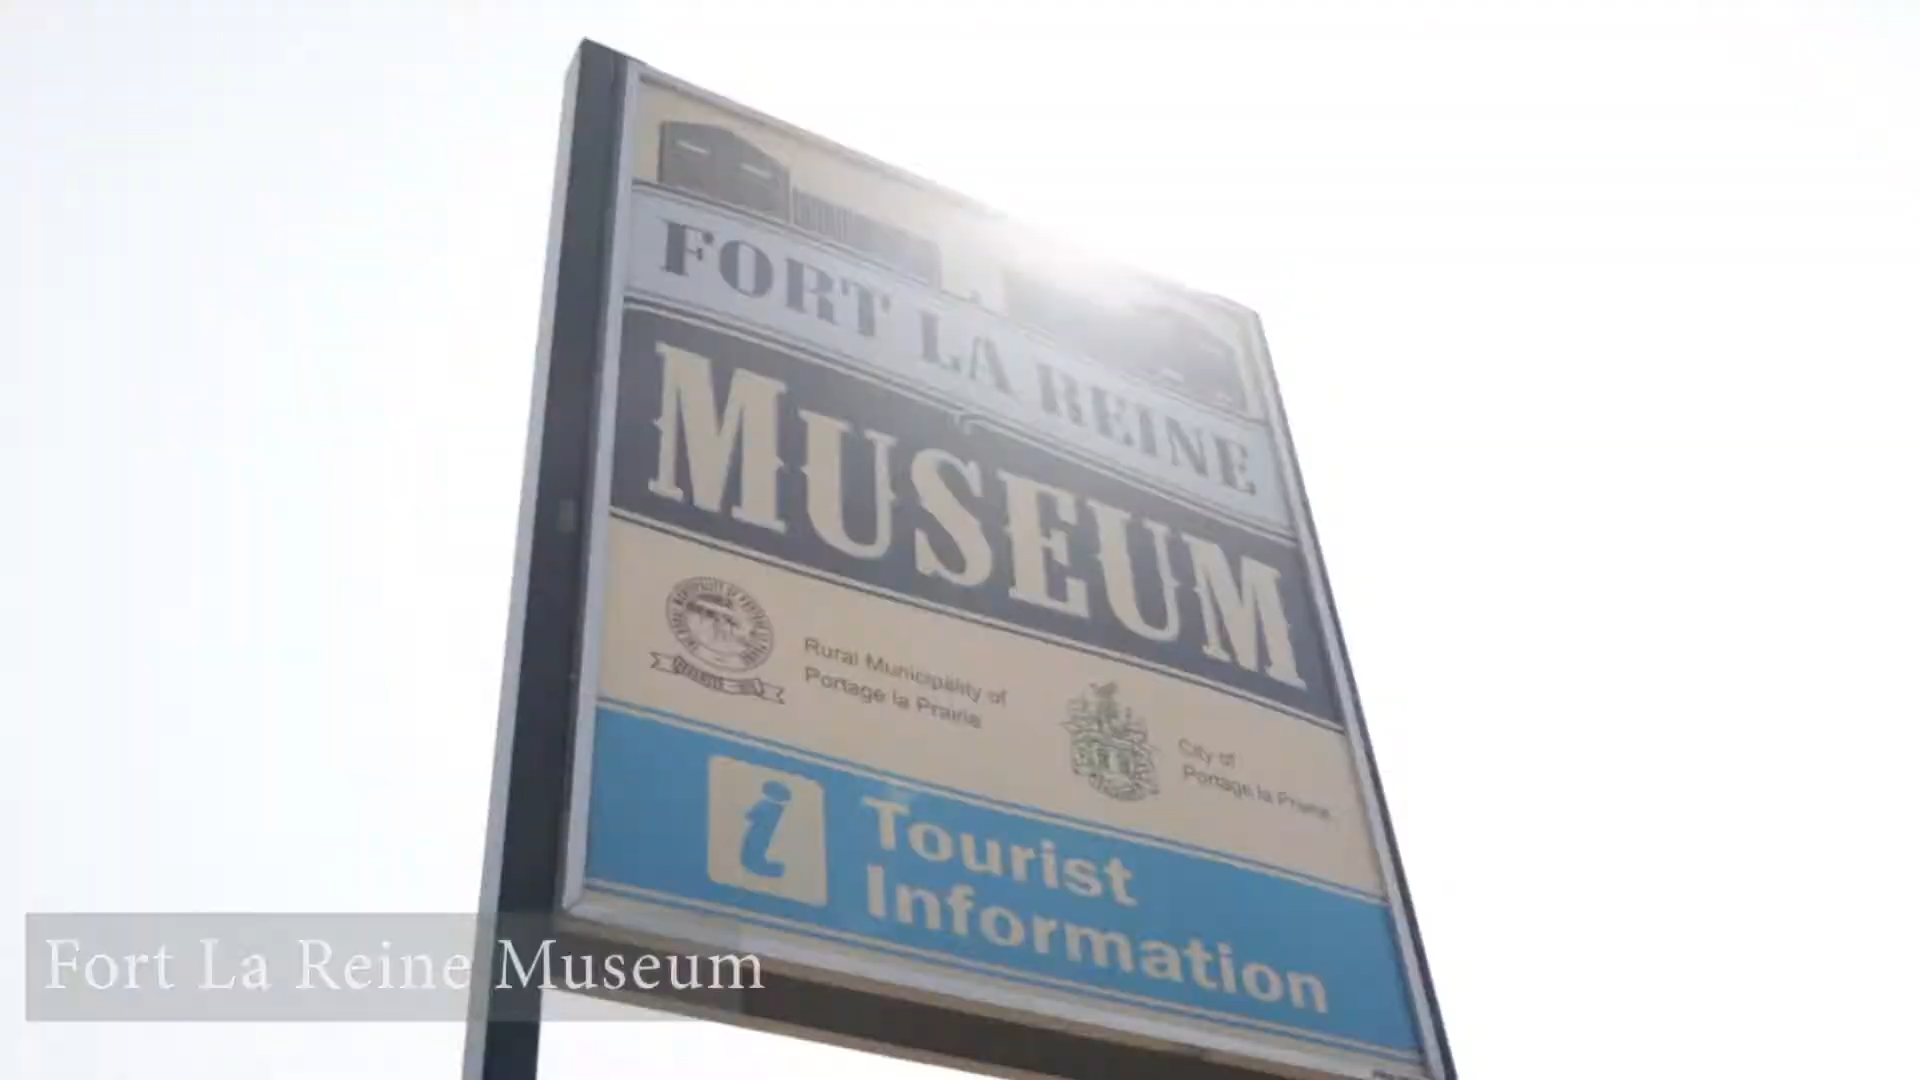 FORT LA REINE
MUSEUM
Rural Municipality of
Portage la Prairie
City of
Portage la Prairie
i
Tourist
Information
Fort La Reine Museum